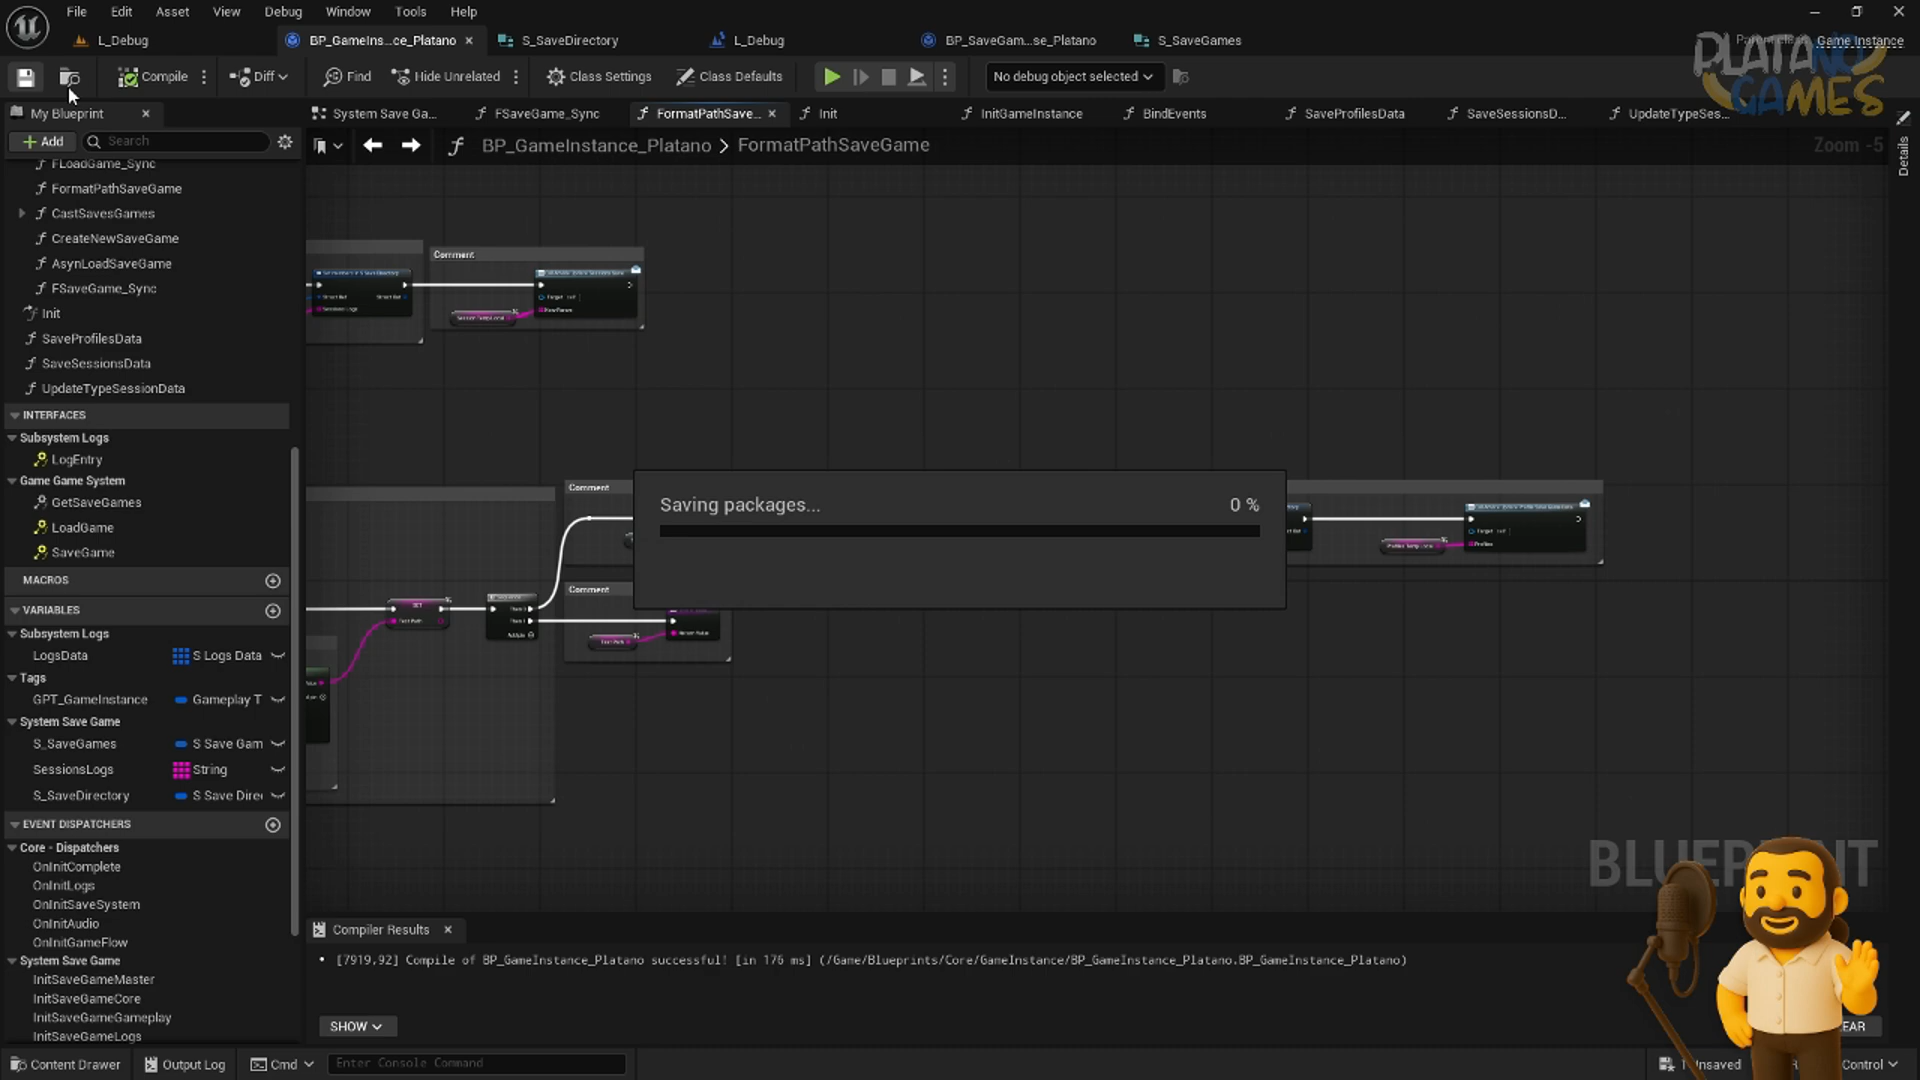 File Edit Asset View Debug Window Tools Help
L_Debug BP_GameIns...ce_Platano S_SaveDirectory L_Debug BP_SaveGam...se_Platano S_SaveGames Game Instance
PLATANO GAMES
Compile Diff Find Hide Unrelated Class Settings Class Defaults No debug object selected
My Blueprint System Save Ga... FSaveGame_Sync FormatPathSave... Init InitGameInstance BindEvents SaveProfilesData SaveSessionsD... UpdateTypeSes...
Add Search BP_GameInstance_Platano > FormatPathSaveGame Zoom -5
Details
FLoadGame_Sync
FormatPathSaveGame
CastSavesGames
CreateNewSaveGame
AsynLoadSaveGame
FSaveGame_Sync
Init
SaveProfilesData
SaveSessionsData
UpdateTypeSessionData
INTERFACES
Subsystem Logs
LogEntry
Game Game System
GetSaveGames
LoadGame
SaveGame
MACROS
VARIABLES
Subsystem Logs
LogsData S Logs Data
Tags
GPT_GameInstance Gameplay T
System Save Game
S_SaveGames S Save Gam
SessionsLogs String
S_SaveDirectory S Save Dire
EVENT DISPATCHERS
Core - Dispatchers
OnInitComplete
OnInitLogs
OnInitSaveSystem
OnInitAudio
OnInitGameFlow
System Save Game
InitSaveGameMaster
InitSaveGameCore
InitSaveGameGameplay
InitSaveGameLogs
Comment
Comment
Comment
SET
Saving packages... 0 %
BLUEPRINT
Compiler Results
[7919,92] Compile of BP_GameInstance_Platano successful! [in 176 ms] (/Game/Blueprints/Core/GameInstance/BP_GameInstance_Platano.BP_GameInstance_Platano)
SHOW
EAR
Content Drawer Output Log Cmd Enter Console Command